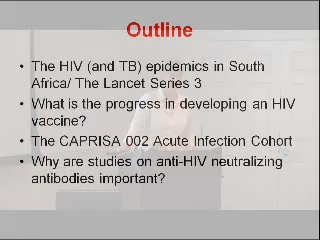 Outline
• The HIV (and TB) epidemics in South
Africa/ The Lancet Series 3
• What is the progress in developing an HIV
vaccine?
• The CAPRISA 002 Acute Infection Cohort
• Why are studies on anti-HIV neutralizing
antibodies important?